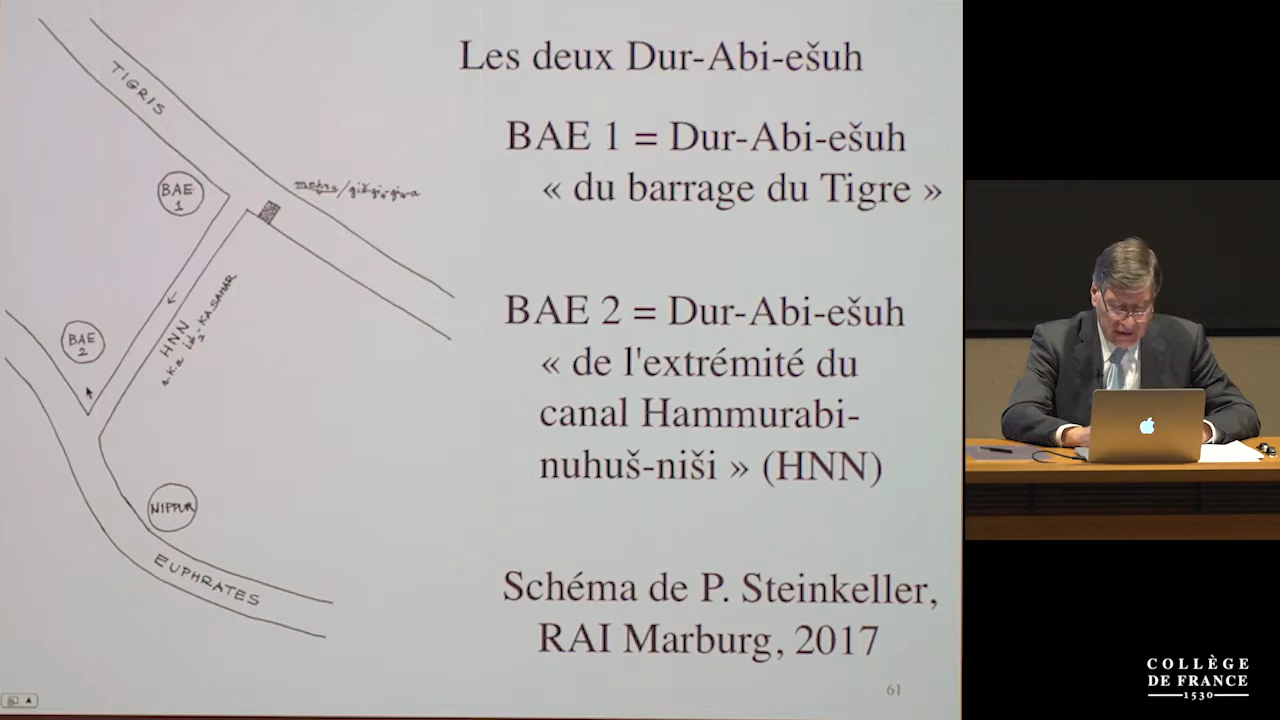 Les deux Dur-Abi-ešuh
BAE 1 = Dur-Abi-ešuh
« du barrage du Tigre »
BAE 2 = Dur-Abi-ešuh
« de l'extrémité du
canal Hammurabi-
nuhuš-niši » (HNN)
Schéma de P. Steinkeller,
RAI Marburg, 2017
61
TIGRIS
BAE
1
BAE
2
HNN
a.k.a
KASAHAR
NIPPUR
EUPHRATES
COLLÈGE
DE FRANCE
1530